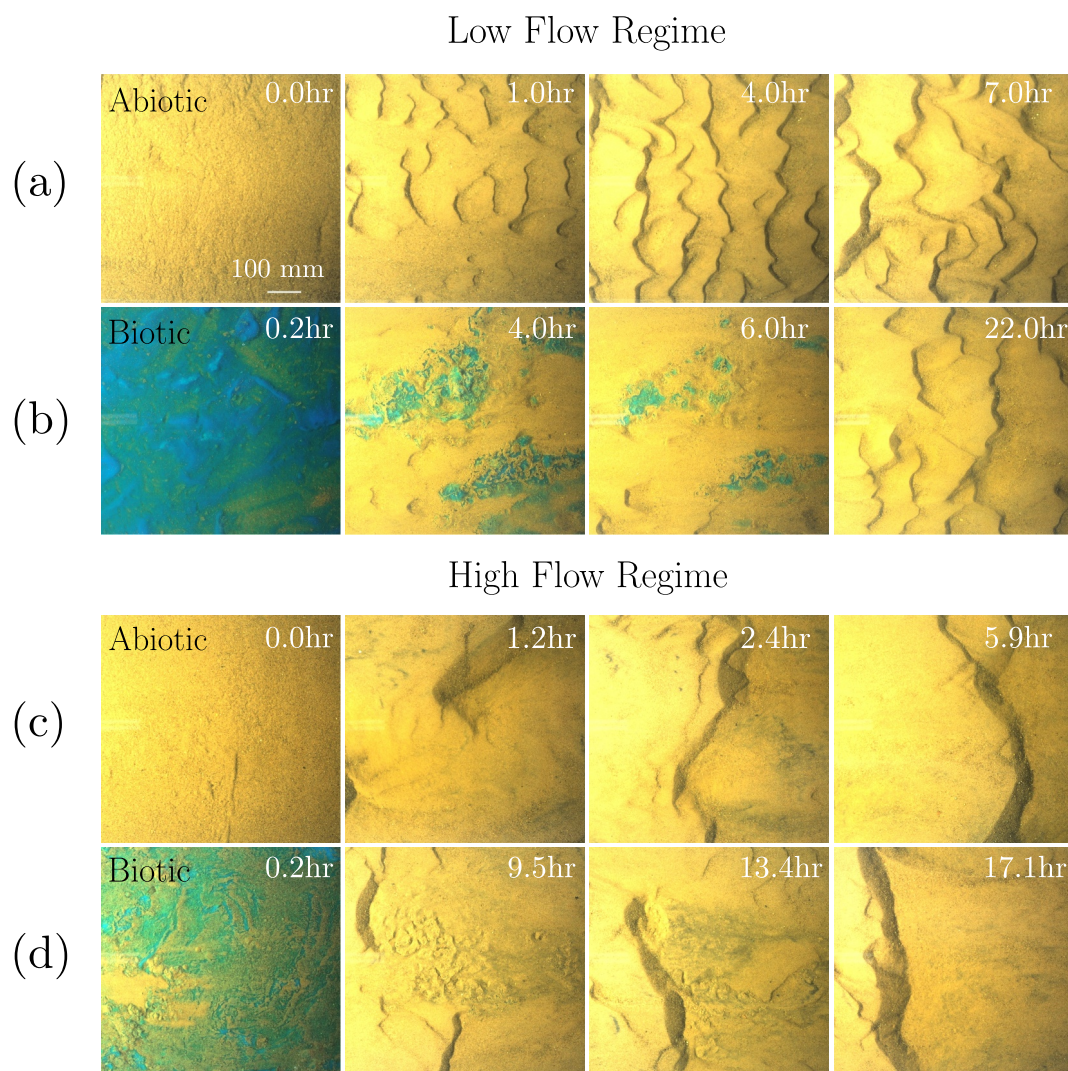 Low Flow Regime
(a)
Abiotic 0.0hr 1.0hr 4.0hr 7.0hr
100 mm
(b)
Biotic 0.2hr 4.0hr 6.0hr 22.0hr
High Flow Regime
(c)
Abiotic 0.0hr 1.2hr 2.4hr 5.9hr
(d)
Biotic 0.2hr 9.5hr 13.4hr 17.1hr